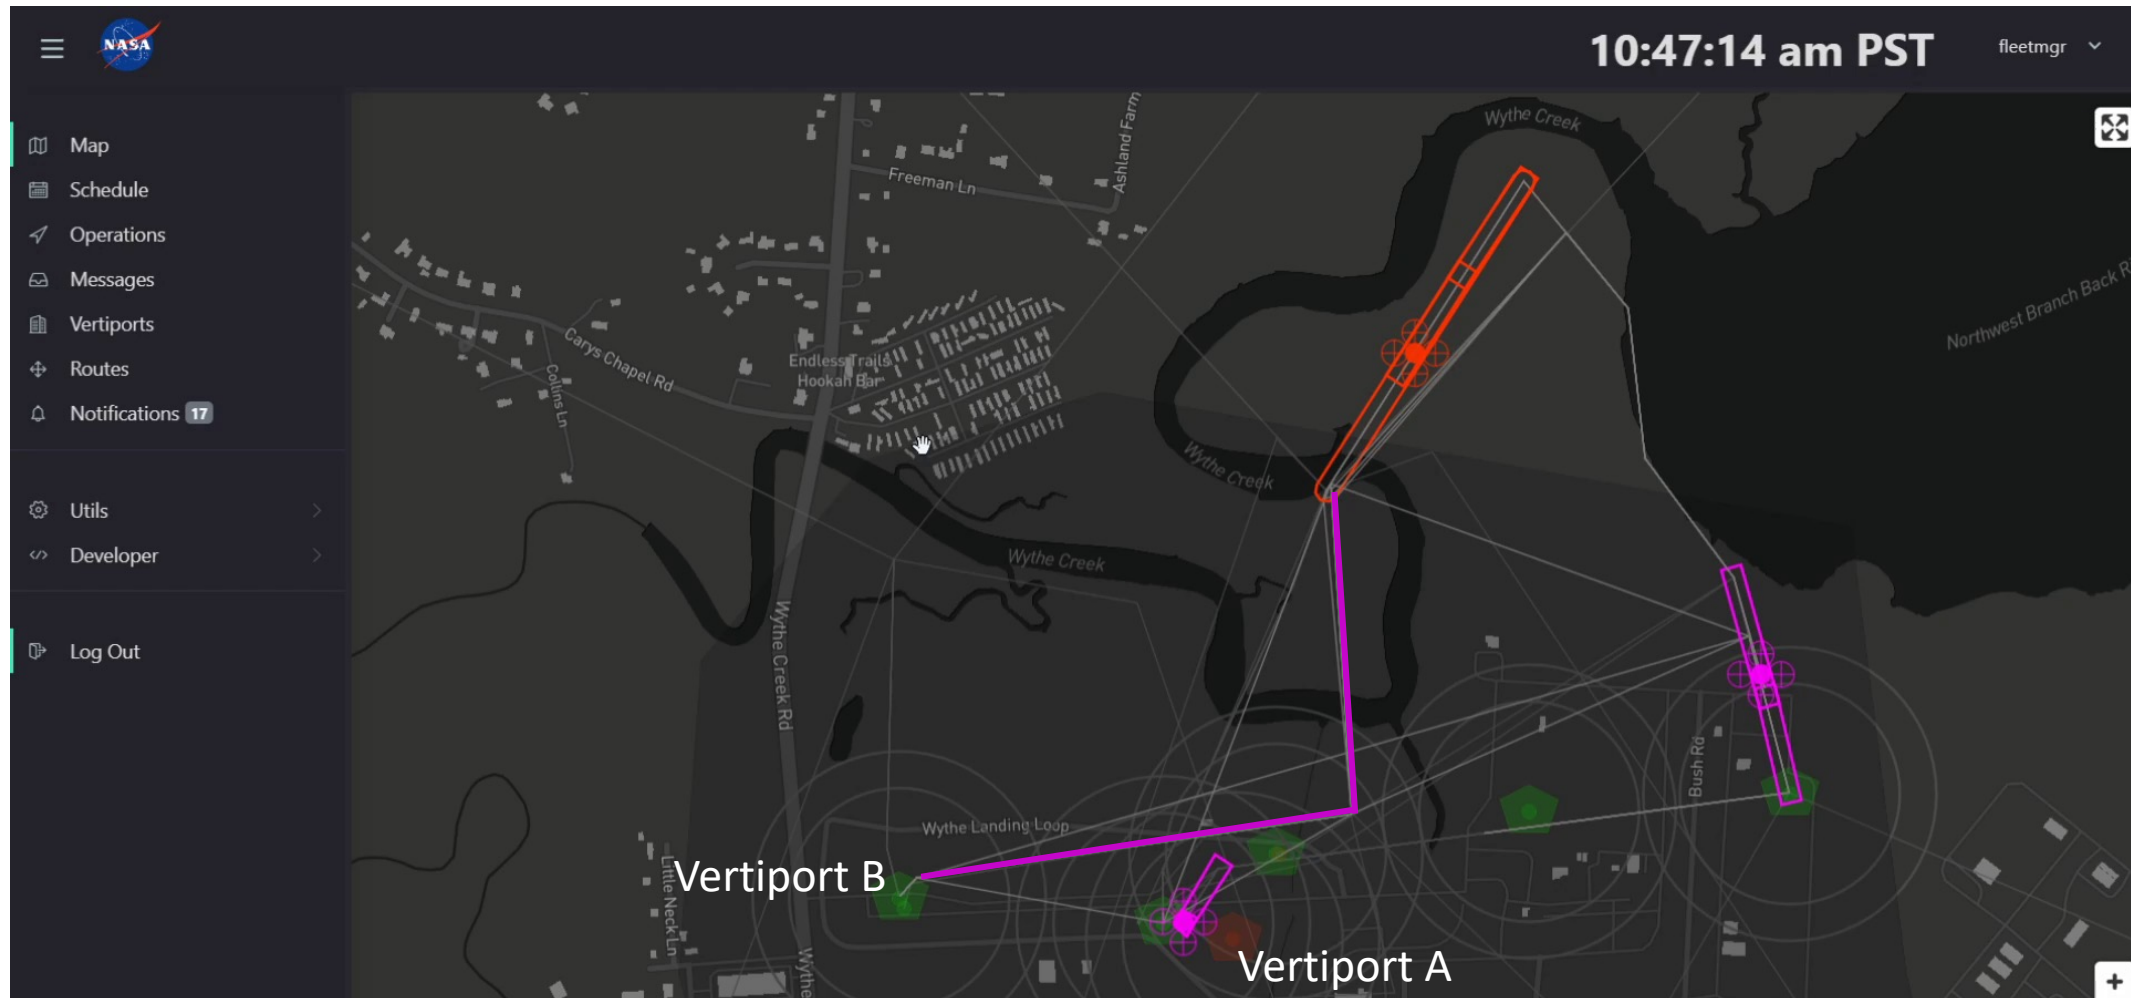 NASA
10:47:14 am PST
fleetmgr
Map
Schedule
Operations
Messages
Vertiports
Routes
Notifications 17
Utils
Developer
Log Out
Wythe Creek
Ashland Farm
Freeman Ln
Northwest Branch Back R
Carys Chapel Rd
Collins Ln
Endless Trails
Hookah Bar
Wythe Creek
Wythe Creek
Wythe Creek Rd
Bush Rd
Wythe Landing Loop
Little Neck Ln
Vertiport B
Vertiport A
Wythe